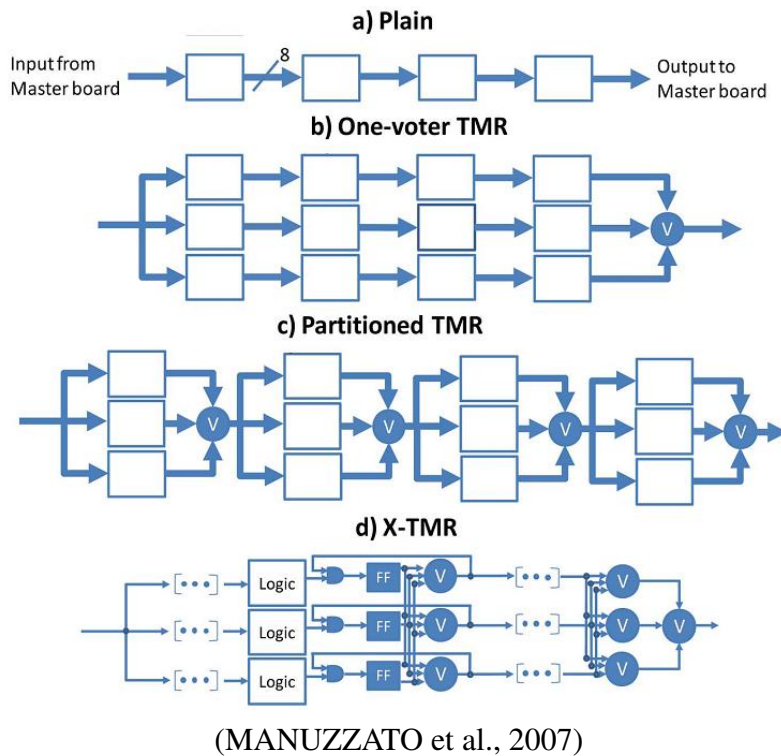 a) Plain
8
Input from
Master board
Output to
Master board
b) One-voter TMR
V
c) Partitioned TMR
V V V V
d) X-TMR
[•••] Logic FF V [•••] V
[•••] Logic FF V [•••] V V
[•••] Logic FF V [•••] V
(MANUZZATO et al., 2007)